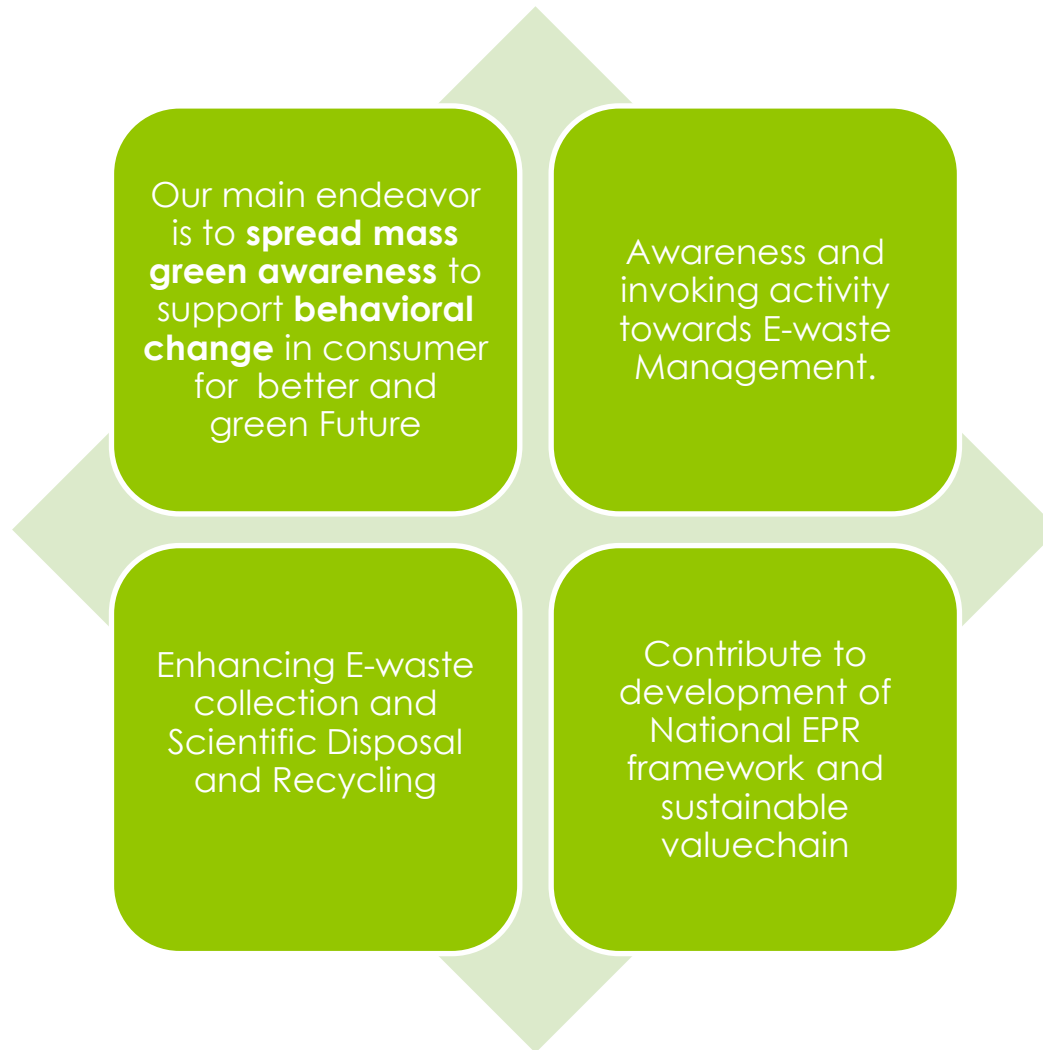 Our main endeavor
is to spread mass
green awareness to
support behavioral
change in consumer
for better and
green Future
Awareness and
invoking activity
towards E-waste
Management.
Enhancing E-waste
collection and
Scientific Disposal
and Recycling
Contribute to
development of
National EPR
framework and
sustainable
valuechain